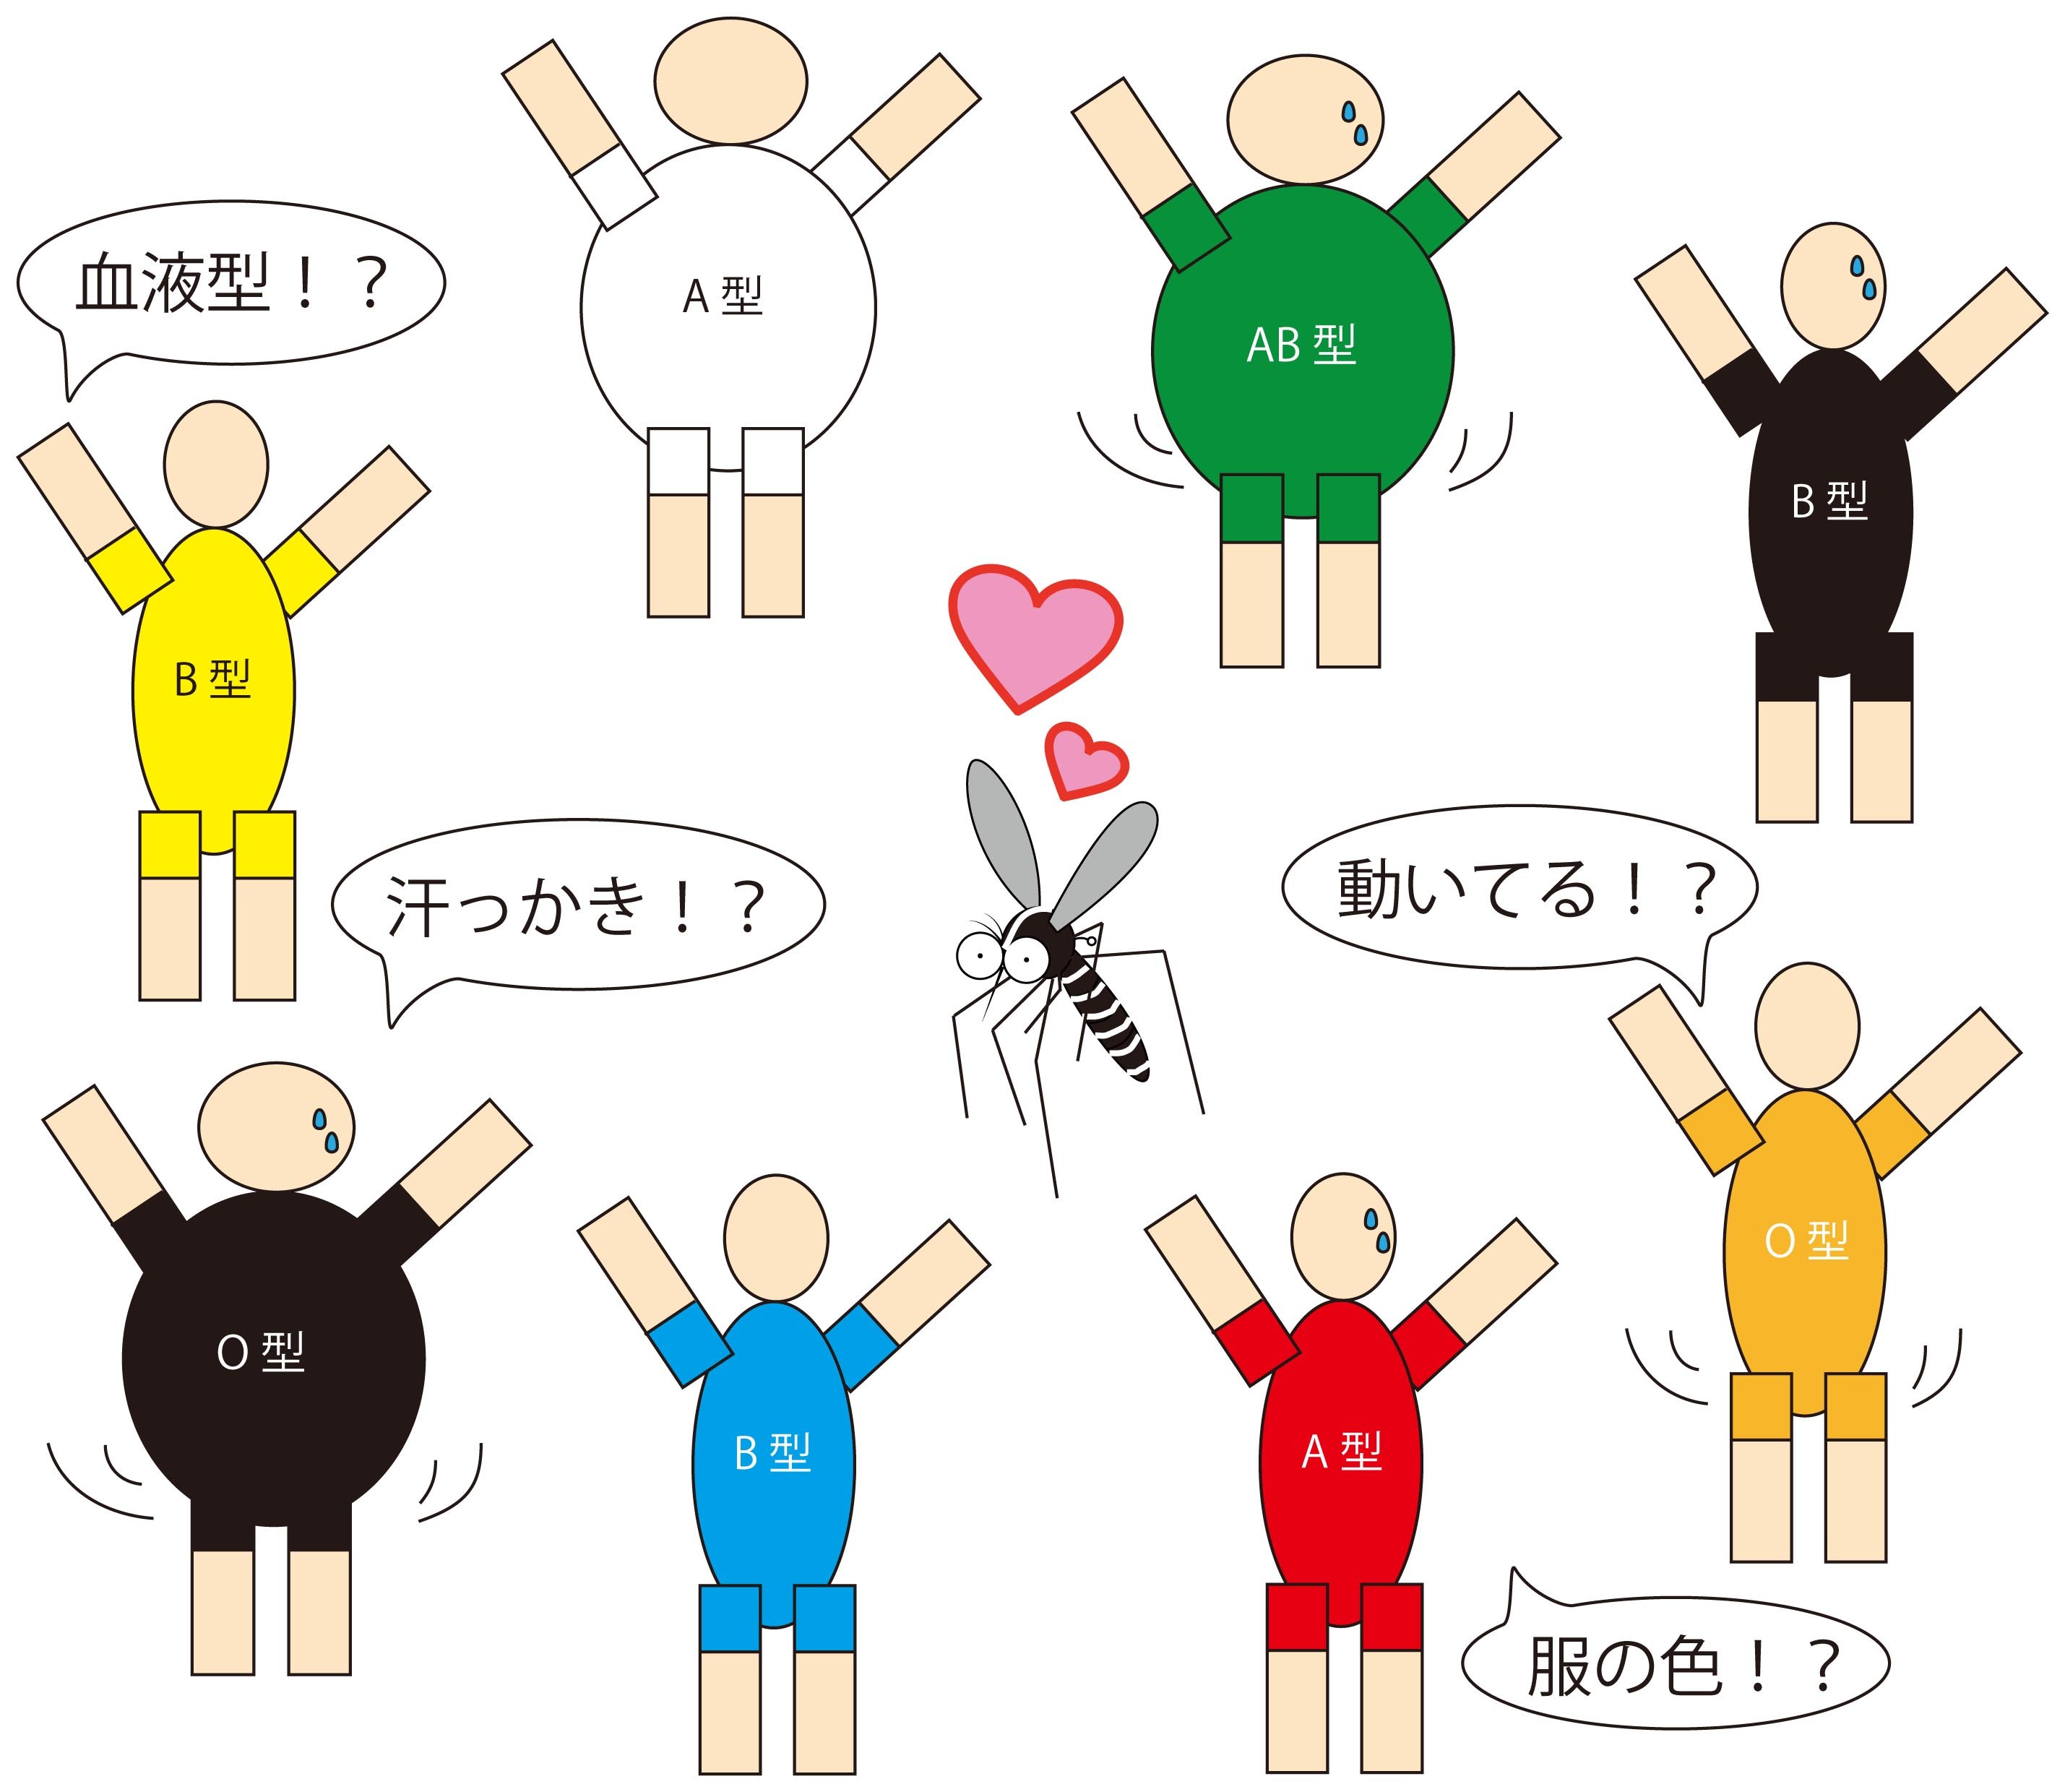 血液型！？
A 型
AB 型
B 型
B 型
汗っかき！？
動いてる！？
O 型
O 型
B 型
A 型
服の色！？